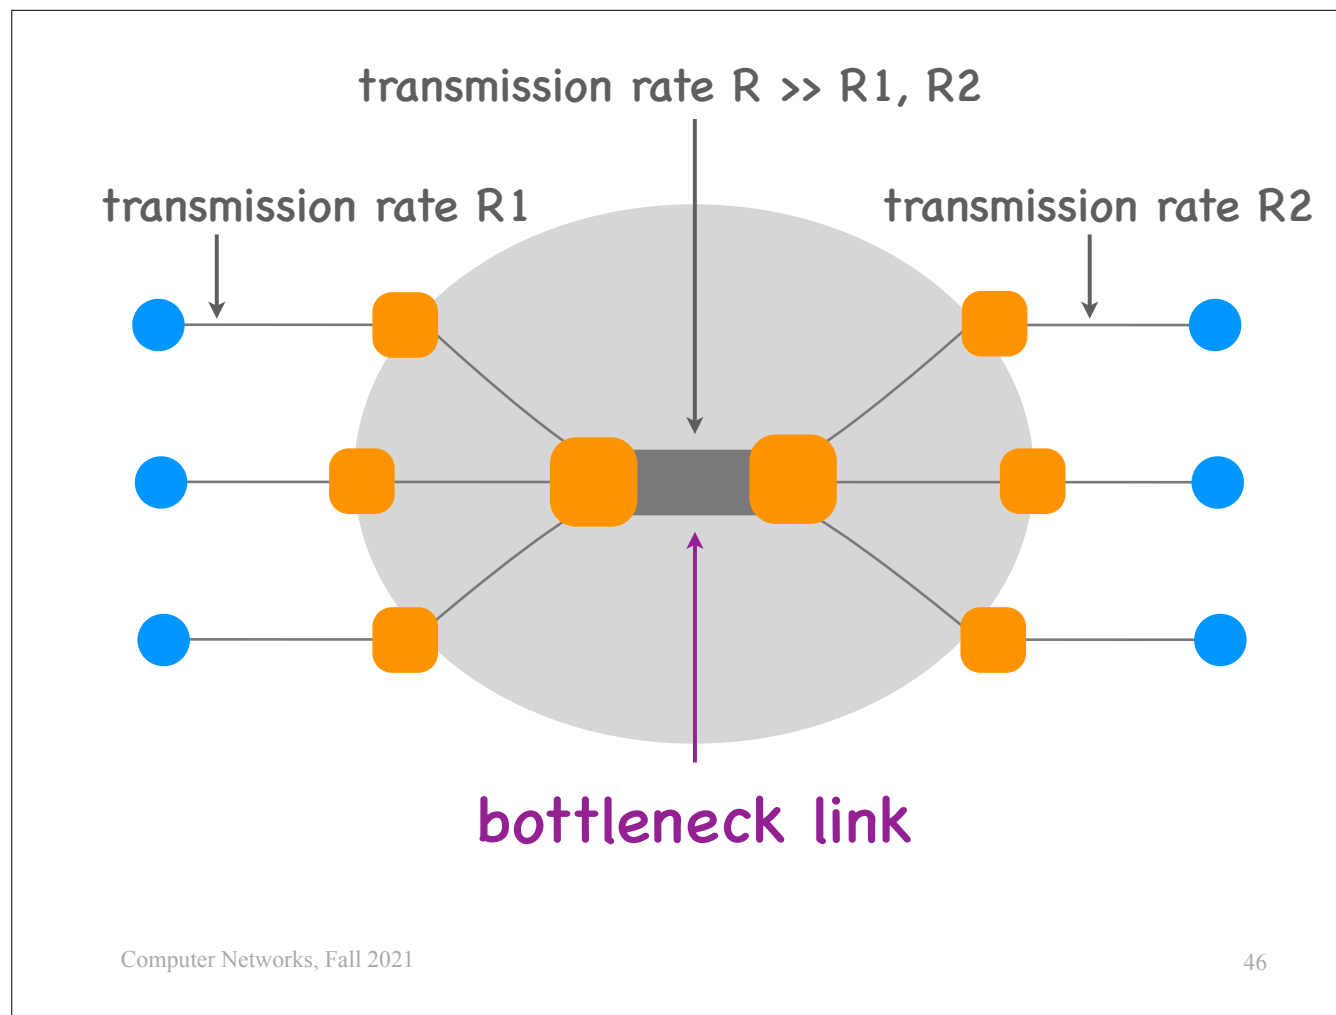 transmission rate R >> R1, R2
transmission rate R1
transmission rate R2
bottleneck link
Computer Networks, Fall 2021
46